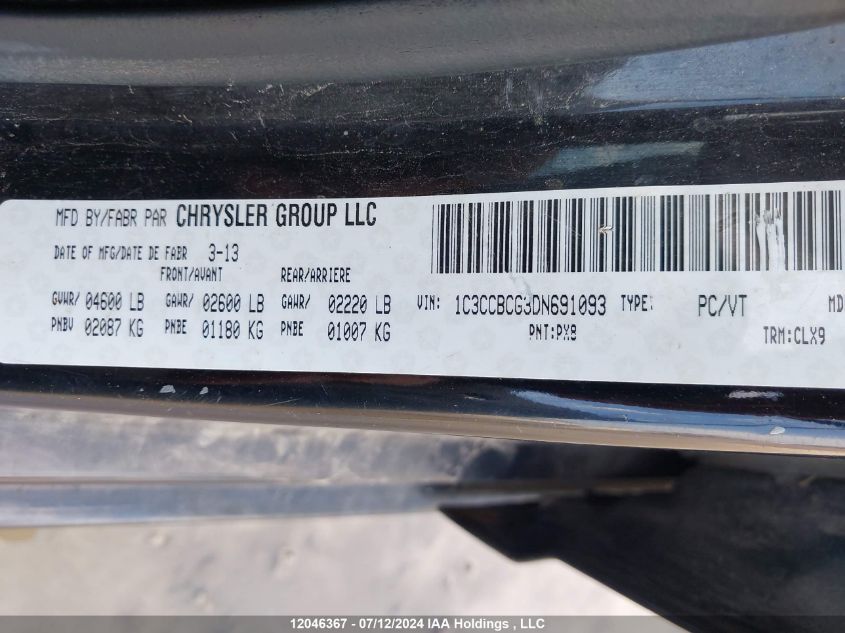 MFD BY/FABR PAR CHRYSLER GROUP LLC
DATE OF MFG/DATE DE FABR 3-13
FRONT/AVANT REAR/ARRIERE
GVWR/ 04600 LB GAWR/ 02600 LB GAWR/ 02220 LB
PNBV 02087 KG PNBE 01180 KG PNBE 01007 KG
VIN: 1C3CCBCG3DN691093 TYPE: PC/VT MD
PNT:PX8 TRM:CLX9
12046367 - 07/12/2024 IAA Holdings , LLC